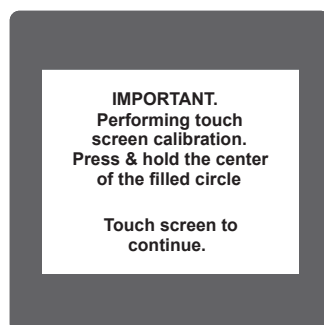 IMPORTANT.
Performing touch
screen calibration.
Press & hold the center
of the filled circle
Touch screen to
continue.